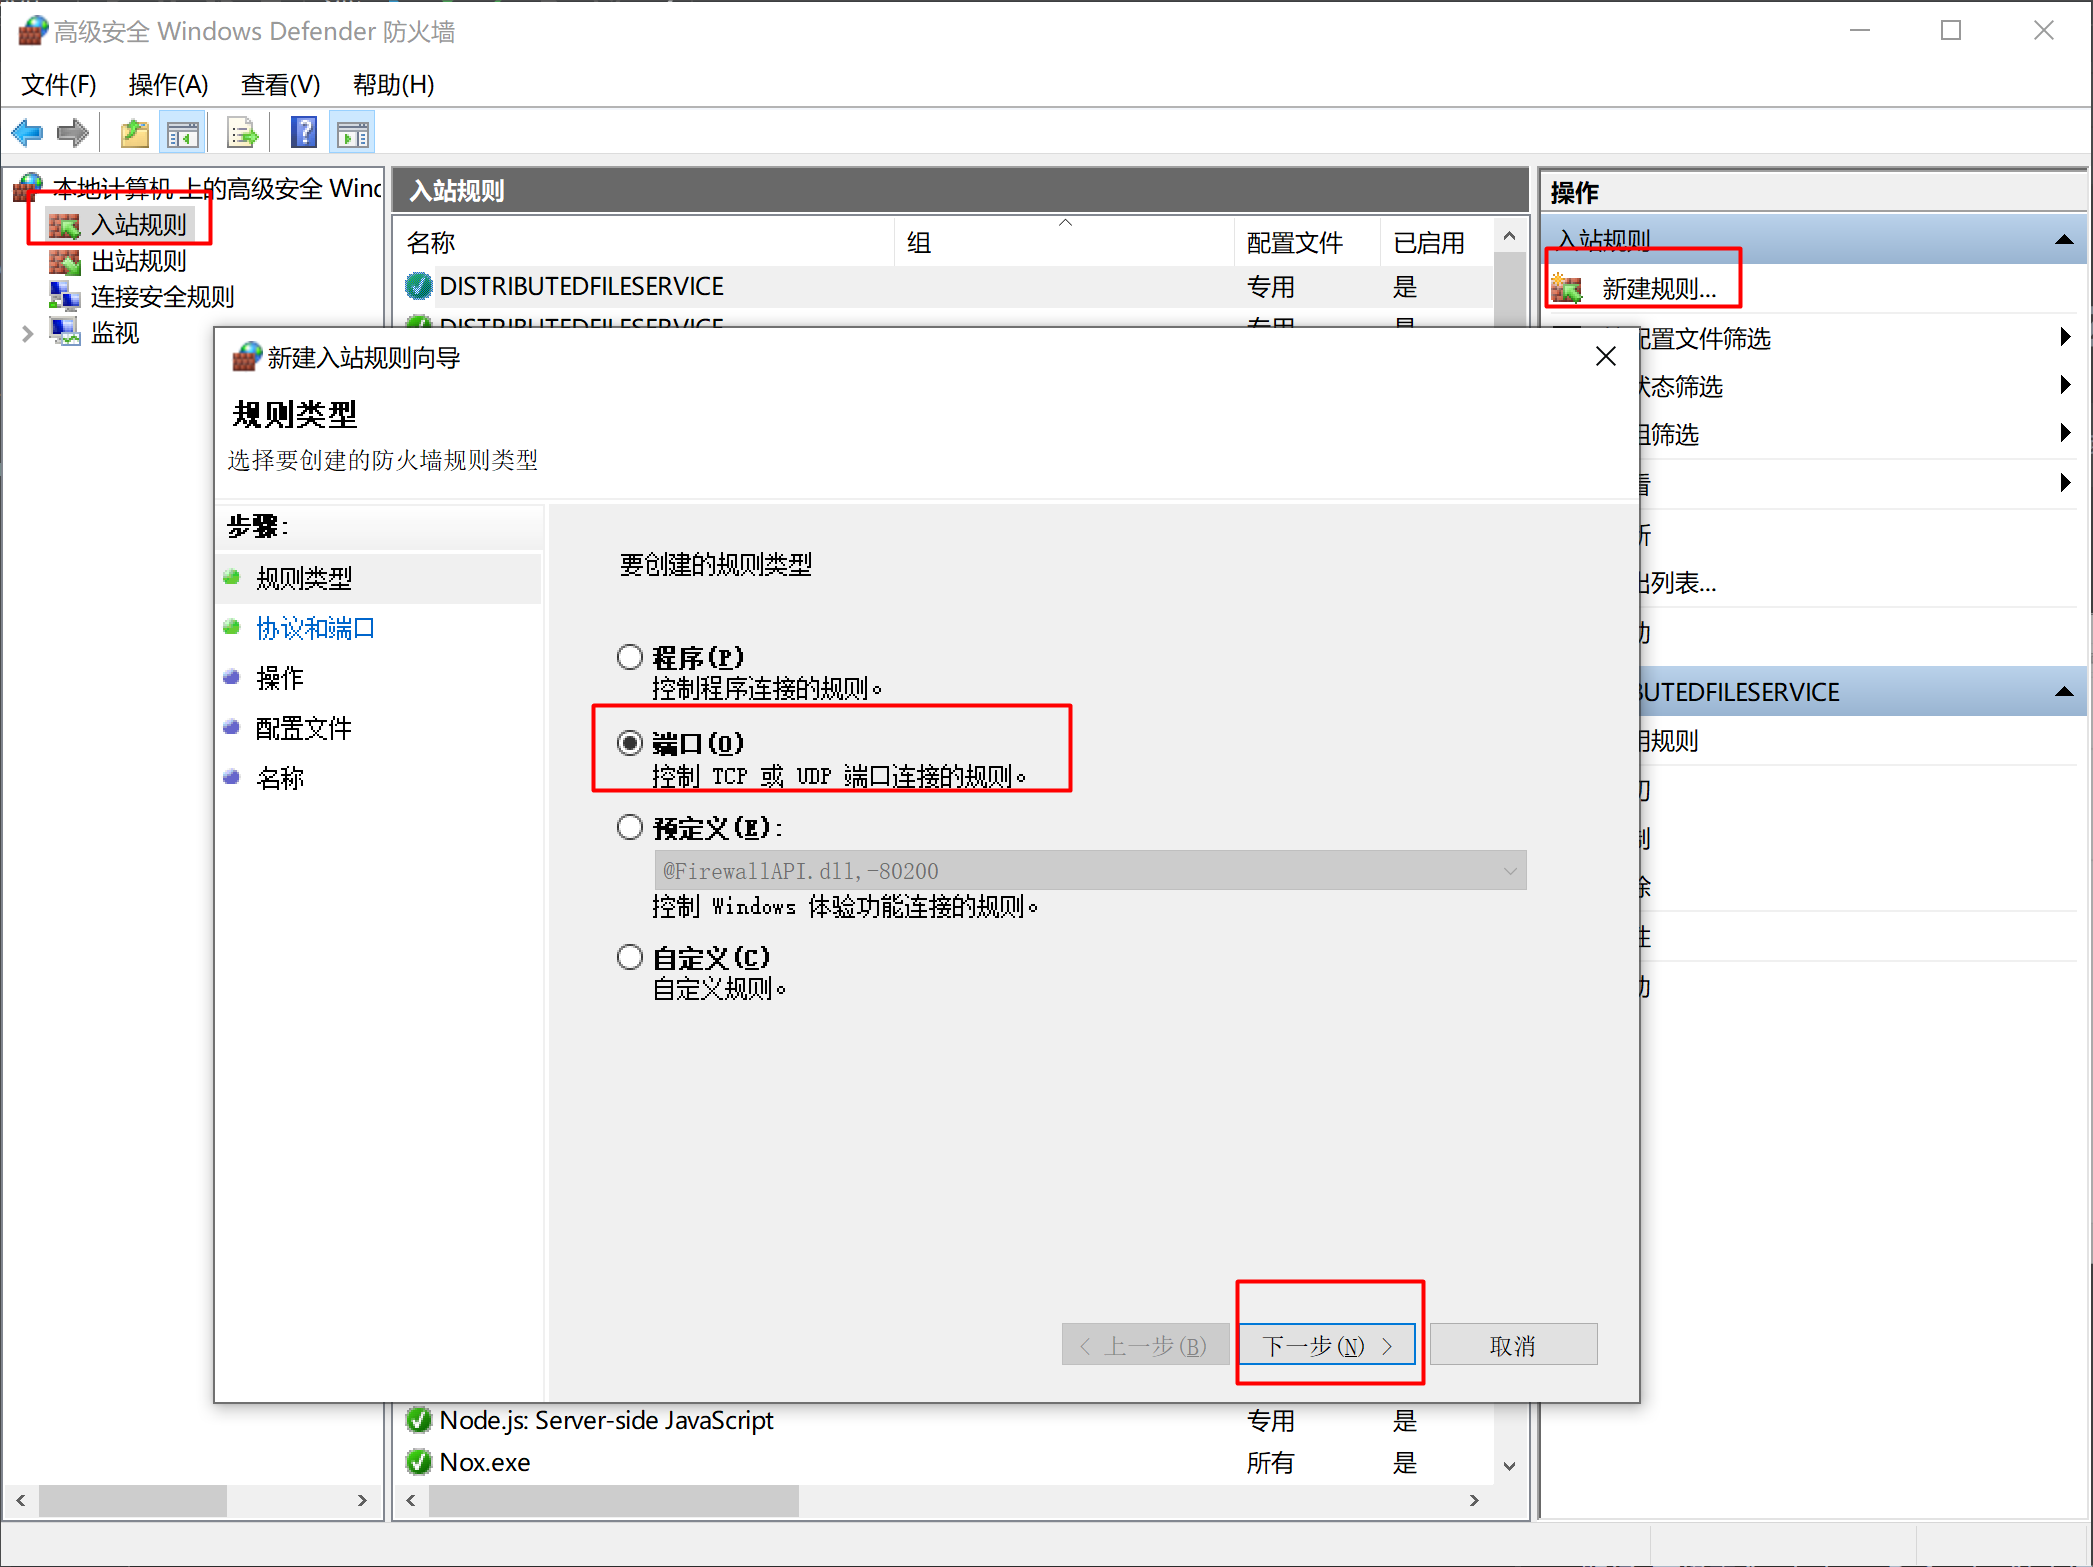 高级安全 Windows Defender 防火墙
文件(F) 操作(A) 查看(V) 帮助(H)
本地计算机 上的高级安全 Wind
入站规则
出站规则
连接安全规则
监视
入站规则
名称 组 配置文件 已启用
DISTRIBUTEDFILESERVICE 专用 是
DISTRIBUTEDFILESERVICE 专用 是
操作
入站规则
新建规则...
配置文件筛选
状态筛选
组筛选
看
新
出列表...
助
BUTEDFILESERVICE
用规则
切
制
除
性
助
新建入站规则向导
规则类型
选择要创建的防火墙规则类型
步骤:
规则类型
协议和端口
操作
配置文件
名称
要创建的规则类型
程序(P)
控制程序连接的规则。
端口(O)
控制 TCP 或 UDP 端口连接的规则。
预定义(E):
@FirewallAPI.dll,-80200
控制 Windows 体验功能连接的规则。
自定义(C)
自定义规则。
< 上一步(B) 下一步(N) > 取消
Node.js: Server-side JavaScript 专用 是
Nox.exe 所有 是